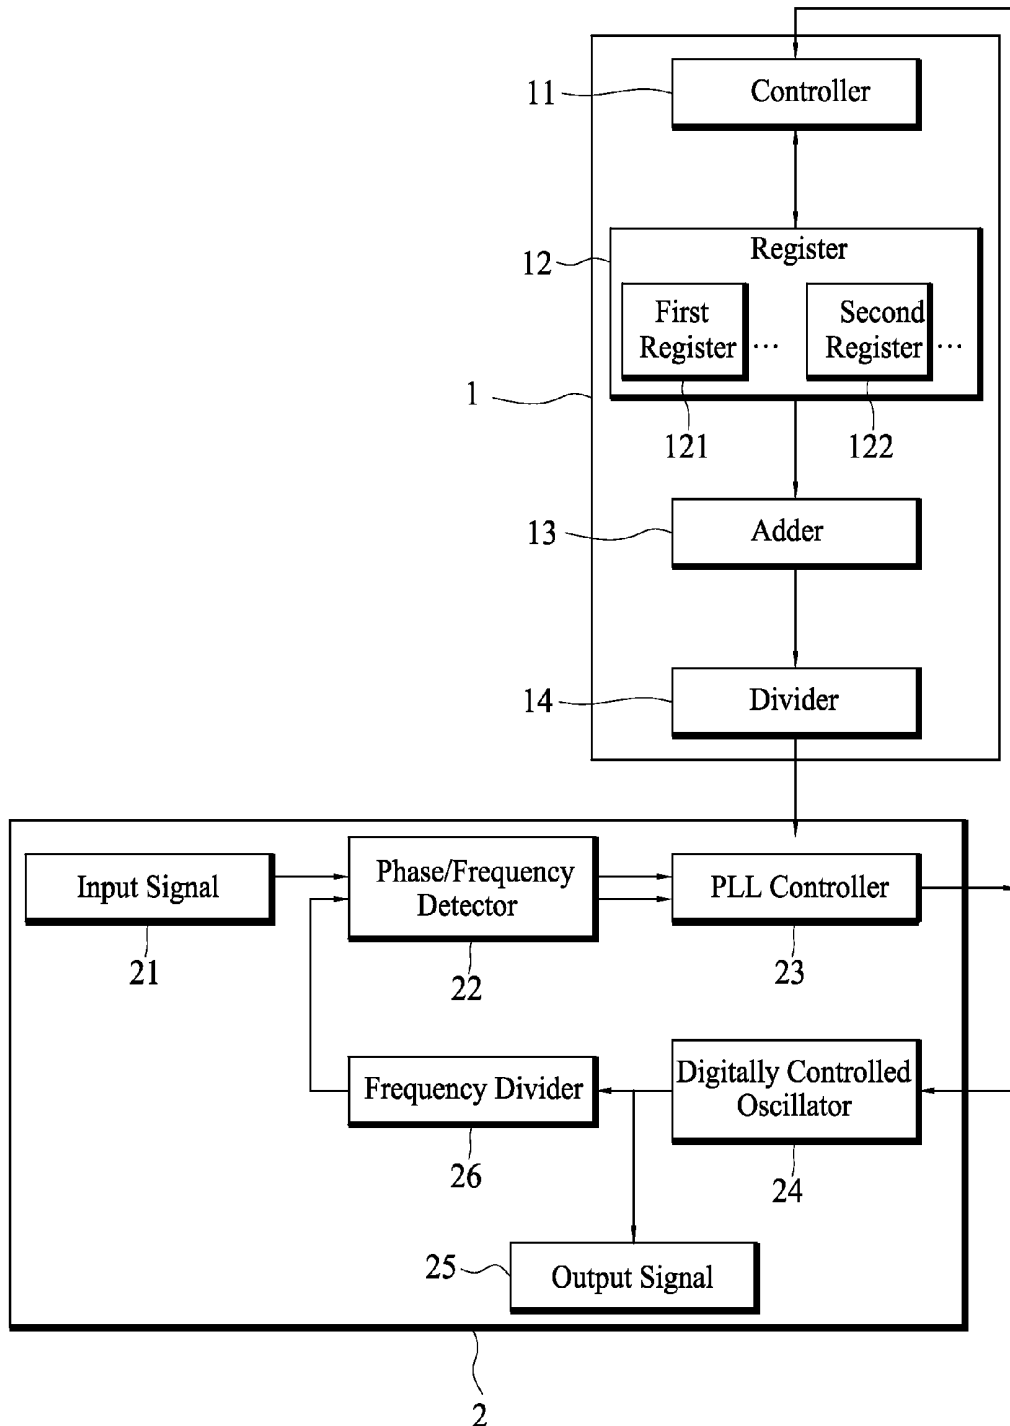 11
Controller
12
Register
First
Register
...
Second
Register
...
1
121
122
13
Adder
14
Divider
Input Signal
Phase/Frequency
Detector
PLL Controller
21
22
23
Frequency Divider
Digitally Controlled
Oscillator
26
24
25
Output Signal
2